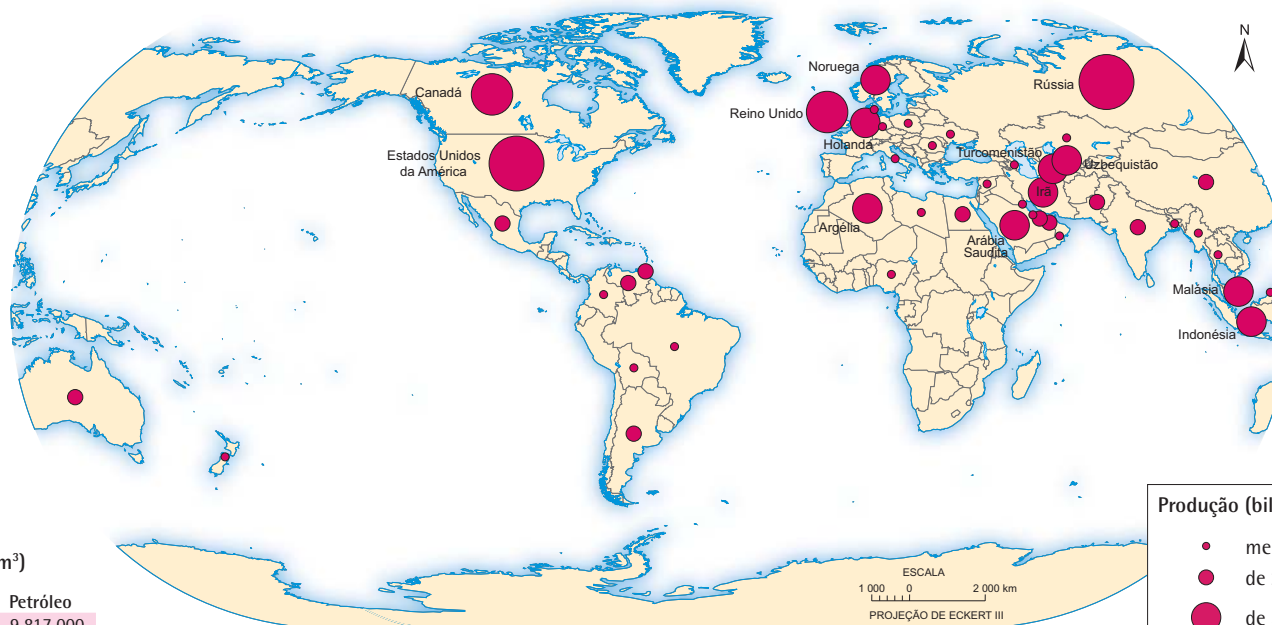 N
Noruega
Rússia
Canadá
Reino Unido
Holanda
Estados Unidos
da América
Turcomenistão
Uzbequistão
Irã
Argélia
Arábia
Saudita
Malásia
Indonésia
Produção (bil
me
de
de
m³)
Petróleo
9 817 000
ESCALA
1 000 0 2 000 km
PROJEÇÃO DE ECKERT III